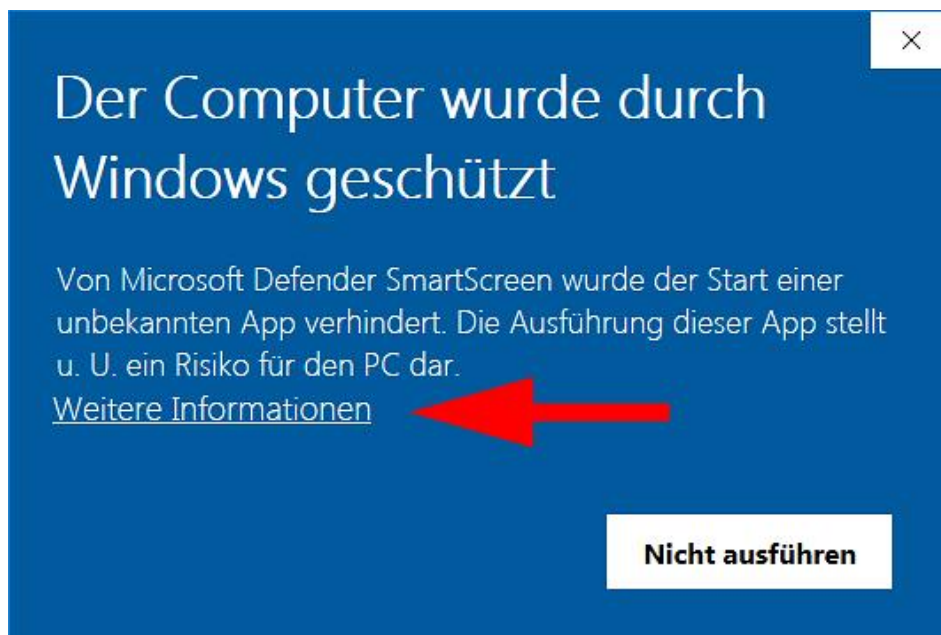 Der Computer wurde durch
Windows geschützt
Von Microsoft Defender SmartScreen wurde der Start einer
unbekannten App verhindert. Die Ausführung dieser App stellt
u. U. ein Risiko für den PC dar.
Weitere Informationen
Nicht ausführen